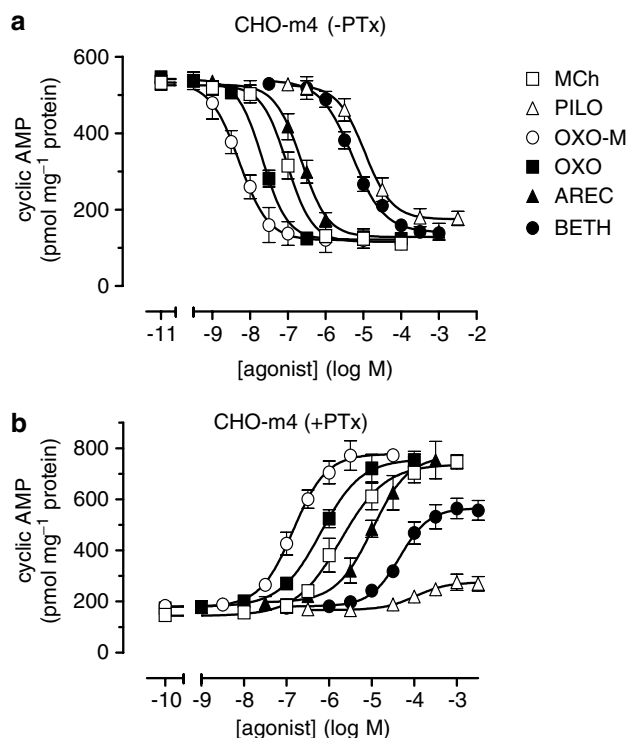 a
CHO-m4 (-PTx)
cyclic AMP
(pmol mg⁻¹ protein)
600
400
200
0
-11 -9 -8 -7 -6 -5 -4 -3 -2
[agonist] (log M)
MCh
PILO
OXO-M
OXO
AREC
BETH
b
CHO-m4 (+PTx)
cyclic AMP
(pmol mg⁻¹ protein)
800
600
400
200
0
-10 -9 -8 -7 -6 -5 -4 -3
[agonist] (log M)